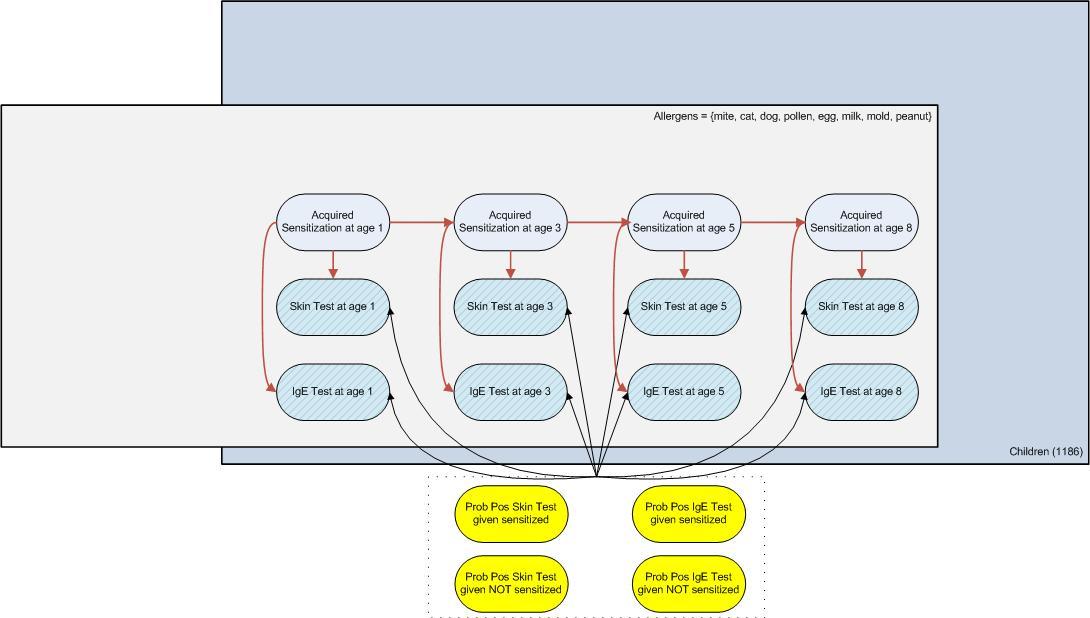 Allergens = {mite, cat, dog, pollen, egg, milk, mold, peanut}
Acquired
Sensitization at age 1
Acquired
Sensitization at age 3
Acquired
Sensitization at age 5
Acquired
Sensitization at age 8
Skin Test at age 1
Skin Test at age 3
Skin Test at age 5
Skin Test at age 8
IgE Test at age 1
IgE Test at age 3
IgE Test at age 5
IgE Test at age 8
Children (1186)
Prob Pos Skin Test
given sensitized
Prob Pos IgE Test
given sensitized
Prob Pos Skin Test
given NOT sensitized
Prob Pos IgE Test
given NOT sensitized